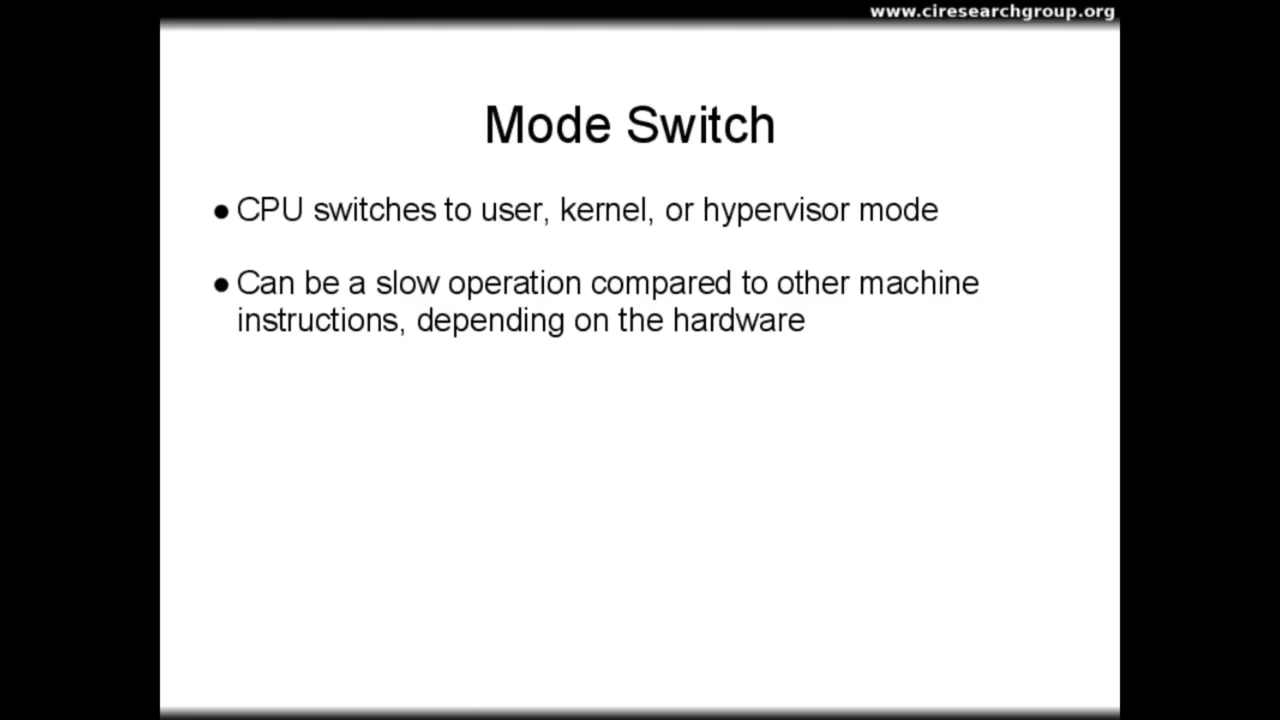 www.ciresearchgroup.org
Mode Switch
● CPU switches to user, kernel, or hypervisor mode
● Can be a slow operation compared to other machine
instructions, depending on the hardware